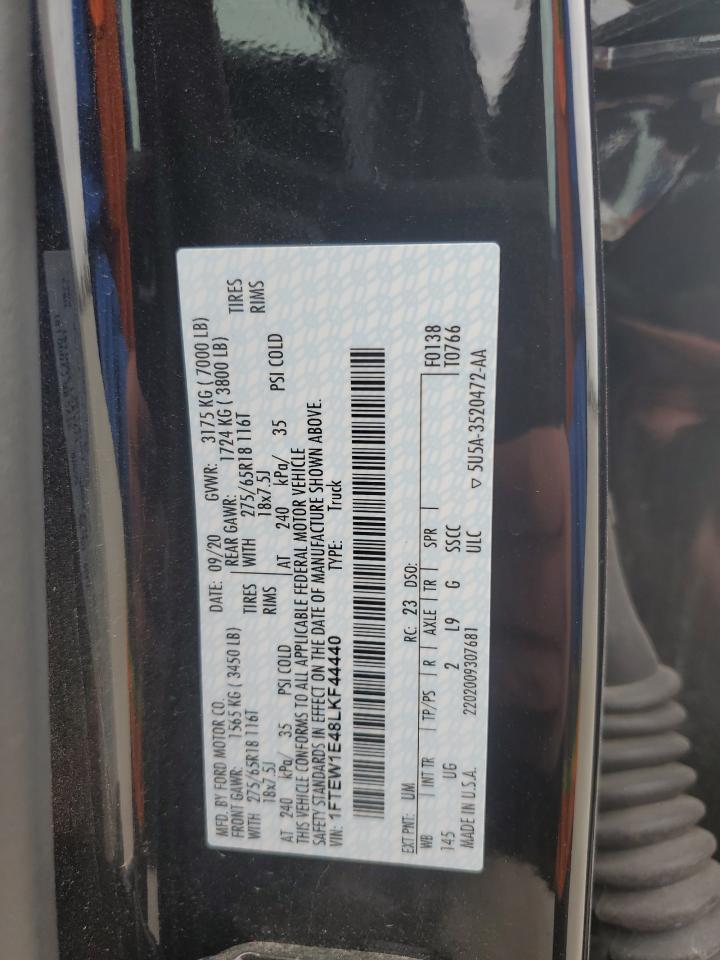 MFD. BY FORD MOTOR CO. DATE: 09/20 GVWR: 3175 KG ( 7000 LB)
FRONT GAWR: 1565 KG ( 3450 LB) REAR GAWR: 1724 KG ( 3800 LB)
WITH 275/65R18 116T TIRES WITH 275/65R18 116T TIRES
18x7.5J RIMS 18x7.5J RIMS
AT 240 kPa/ 35 PSI COLD AT 240 kPa/ 35 PSI COLD
THIS VEHICLE CONFORMS TO ALL APPLICABLE FEDERAL MOTOR VEHICLE
SAFETY STANDARDS IN EFFECT ON THE DATE OF MANUFACTURE SHOWN ABOVE.
VIN: 1FTEW1E48LKF44440 TYPE: Truck
EXT PNT: UM RC: 23 DSO:
WB INT TR TP/PS R AXLE TR SPR F0138
145 UG 2 L9 G SSCC T0766
MADE IN U.S.A. 2202009307681 ULC ▽ 5U5A-3520472-AA